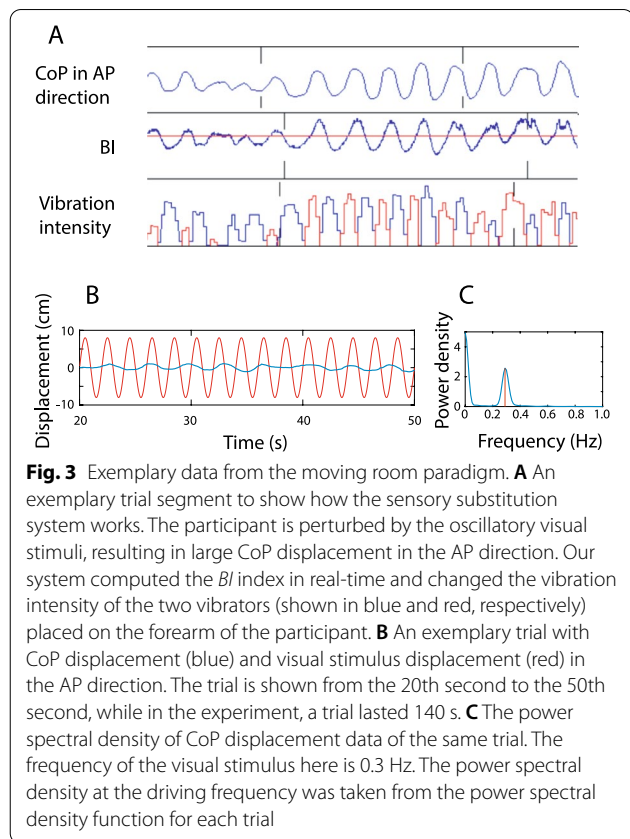 A
CoP in AP
direction
BI
Vibration
intensity
B
Displacement (cm)
10
0
-10
20
30
40
50
Time (s)
C
Power density
4
2
0
0
0.2
0.4
0.6
0.8
1.0
Frequency (Hz)
Fig. 3 Exemplary data from the moving room paradigm. A An
exemplary trial segment to show how the sensory substitution
system works. The participant is perturbed by the oscillatory visual
stimuli, resulting in large CoP displacement in the AP direction. Our
system computed the BI index in real-time and changed the vibration
intensity of the two vibrators (shown in blue and red, respectively)
placed on the forearm of the participant. B An exemplary trial with
CoP displacement (blue) and visual stimulus displacement (red) in
the AP direction. The trial is shown from the 20th second to the 50th
second, while in the experiment, a trial lasted 140 s. C The power
spectral density of CoP displacement data of the same trial. The
frequency of the visual stimulus here is 0.3 Hz. The power spectral
density at the driving frequency was taken from the power spectral
density function for each trial